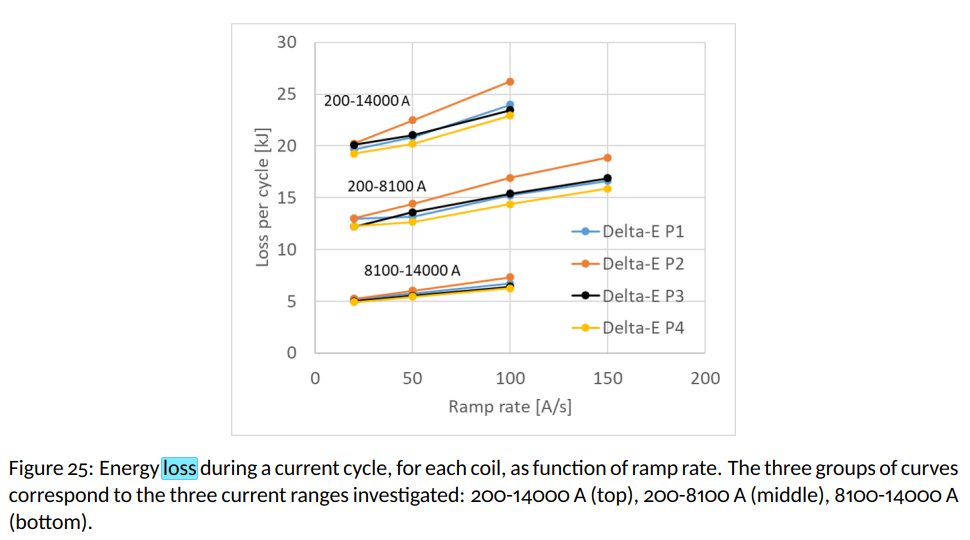 30
25
20
15
10
5
0
Loss per cycle [kJ]
200-14000 A
200-8100 A
8100-14000 A
Delta-E P1
Delta-E P2
Delta-E P3
Delta-E P4
0 50 100 150 200
Ramp rate [A/s]
Figure 25: Energy loss during a current cycle, for each coil, as function of ramp rate. The three groups of curves
correspond to the three current ranges investigated: 200-14000 A (top), 200-8100 A (middle), 8100-14000 A
(bottom).